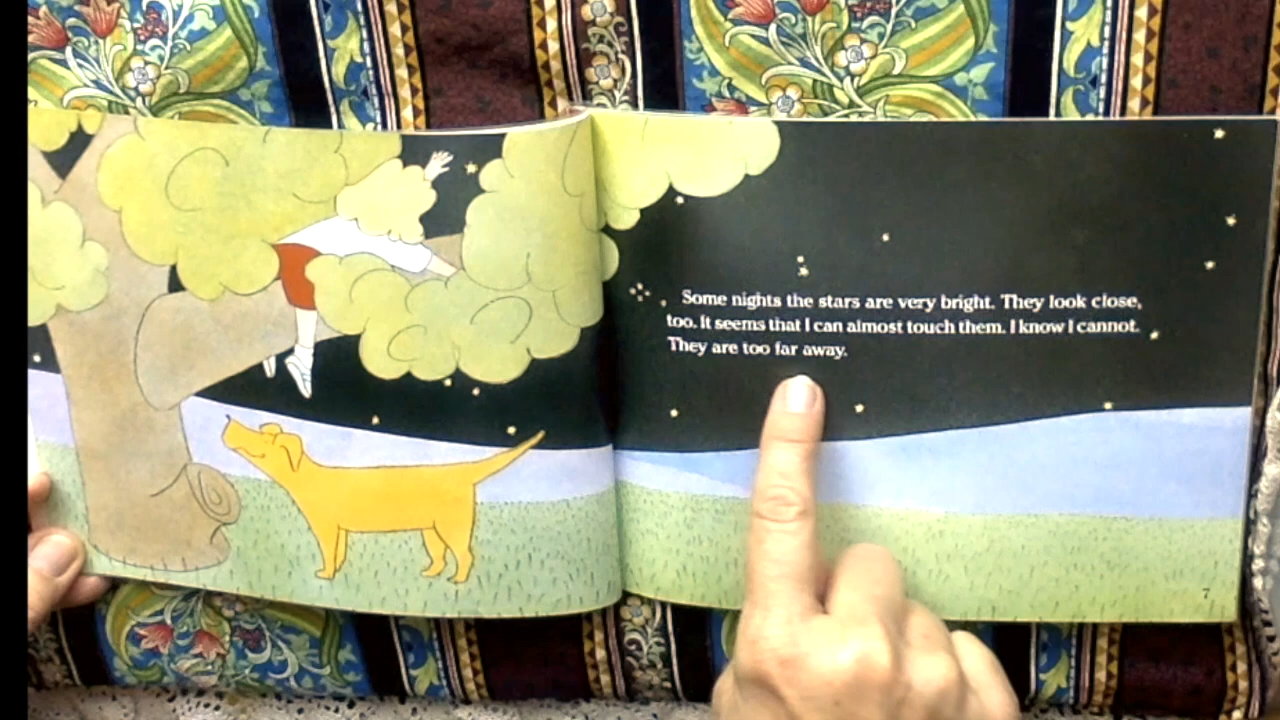 Some nights the stars are very bright. They look close,
too. It seems that I can almost touch them. I know I cannot.
They are too far away.
7